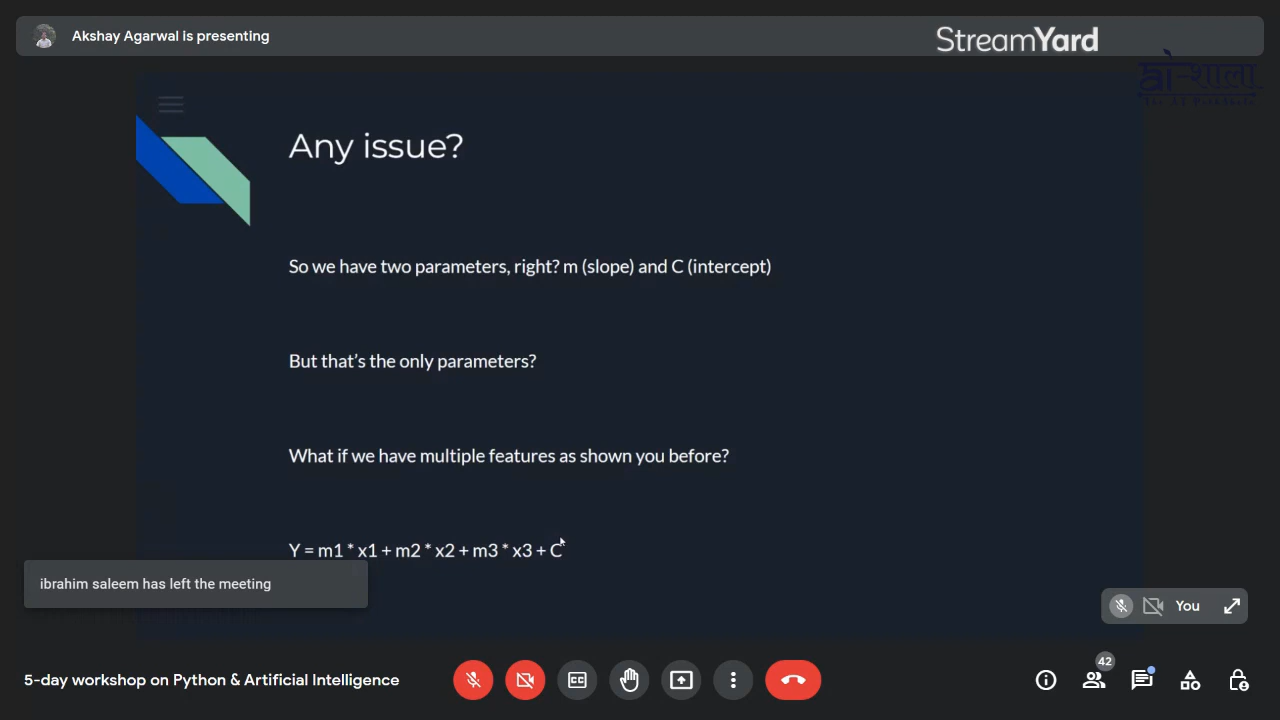 Akshay Agarwal is presenting
StreamYard
ai-शाला
Any issue?
So we have two parameters, right? m (slope) and C (intercept)
But that's the only parameters?
What if we have multiple features as shown you before?
Y = m1 * x1 + m2 * x2 + m3 * x3 + C
ibrahim saleem has left the meeting
You
42
5-day workshop on Python & Artificial Intelligence
CC